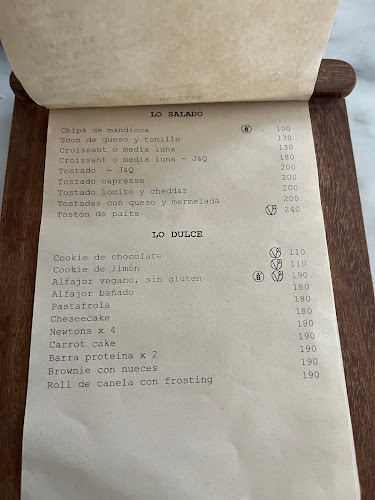 LO SALADO
Chipá de mandioca 100
Scon de queso y tomillo 130
Croissant o media luna 130
Croissant o media luna - J&Q 180
Tostado - J&Q 200
Tostado capresse 200
Tostado lomito y cheddar 200
Tostadas con queso y mermelada 200
Tostón de palta 240
LO DULCE
Cookie de chocolate 110
Cookie de limón 110
Alfajor vegano, sin gluten 190
Alfajor bañado 180
Pastafrola 180
Cheseecake 180
Newtons x 4 180
Carrot cake 190
Barra proteina x 2 190
Brownie con nueces 190
Roll de canela con frosting 190